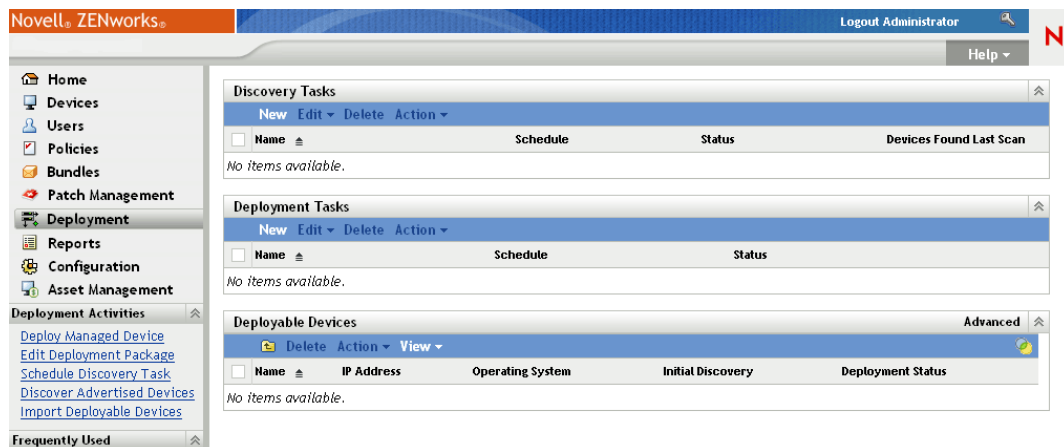 Novell® ZENworks®
Logout Administrator
N
Help
Home
Devices
Users
Policies
Bundles
Patch Management
Deployment
Reports
Configuration
Asset Management
Deployment Activities
Deploy Managed Device
Edit Deployment Package
Schedule Discovery Task
Discover Advertised Devices
Import Deployable Devices
Frequently Used
Discovery Tasks
New Edit Delete Action
Name Schedule Status Devices Found Last Scan
No items available.
Deployment Tasks
New Edit Delete Action
Name Schedule Status
No items available.
Deployable Devices Advanced
Delete Action View
Name IP Address Operating System Initial Discovery Deployment Status
No items available.